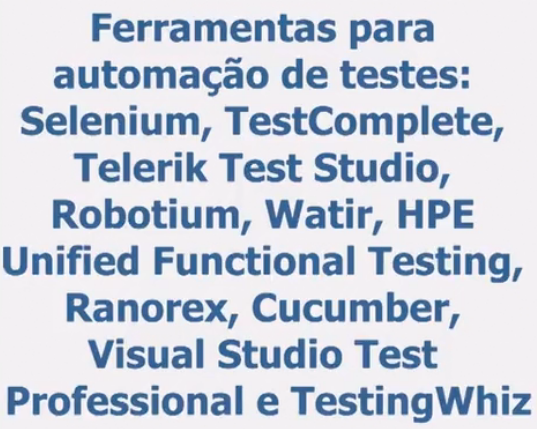 Ferramentas para
automação de testes:
Selenium, TestComplete,
Telerik Test Studio,
Robotium, Watir, HPE
Unified Functional Testing,
Ranorex, Cucumber,
Visual Studio Test
Professional e TestingWhiz